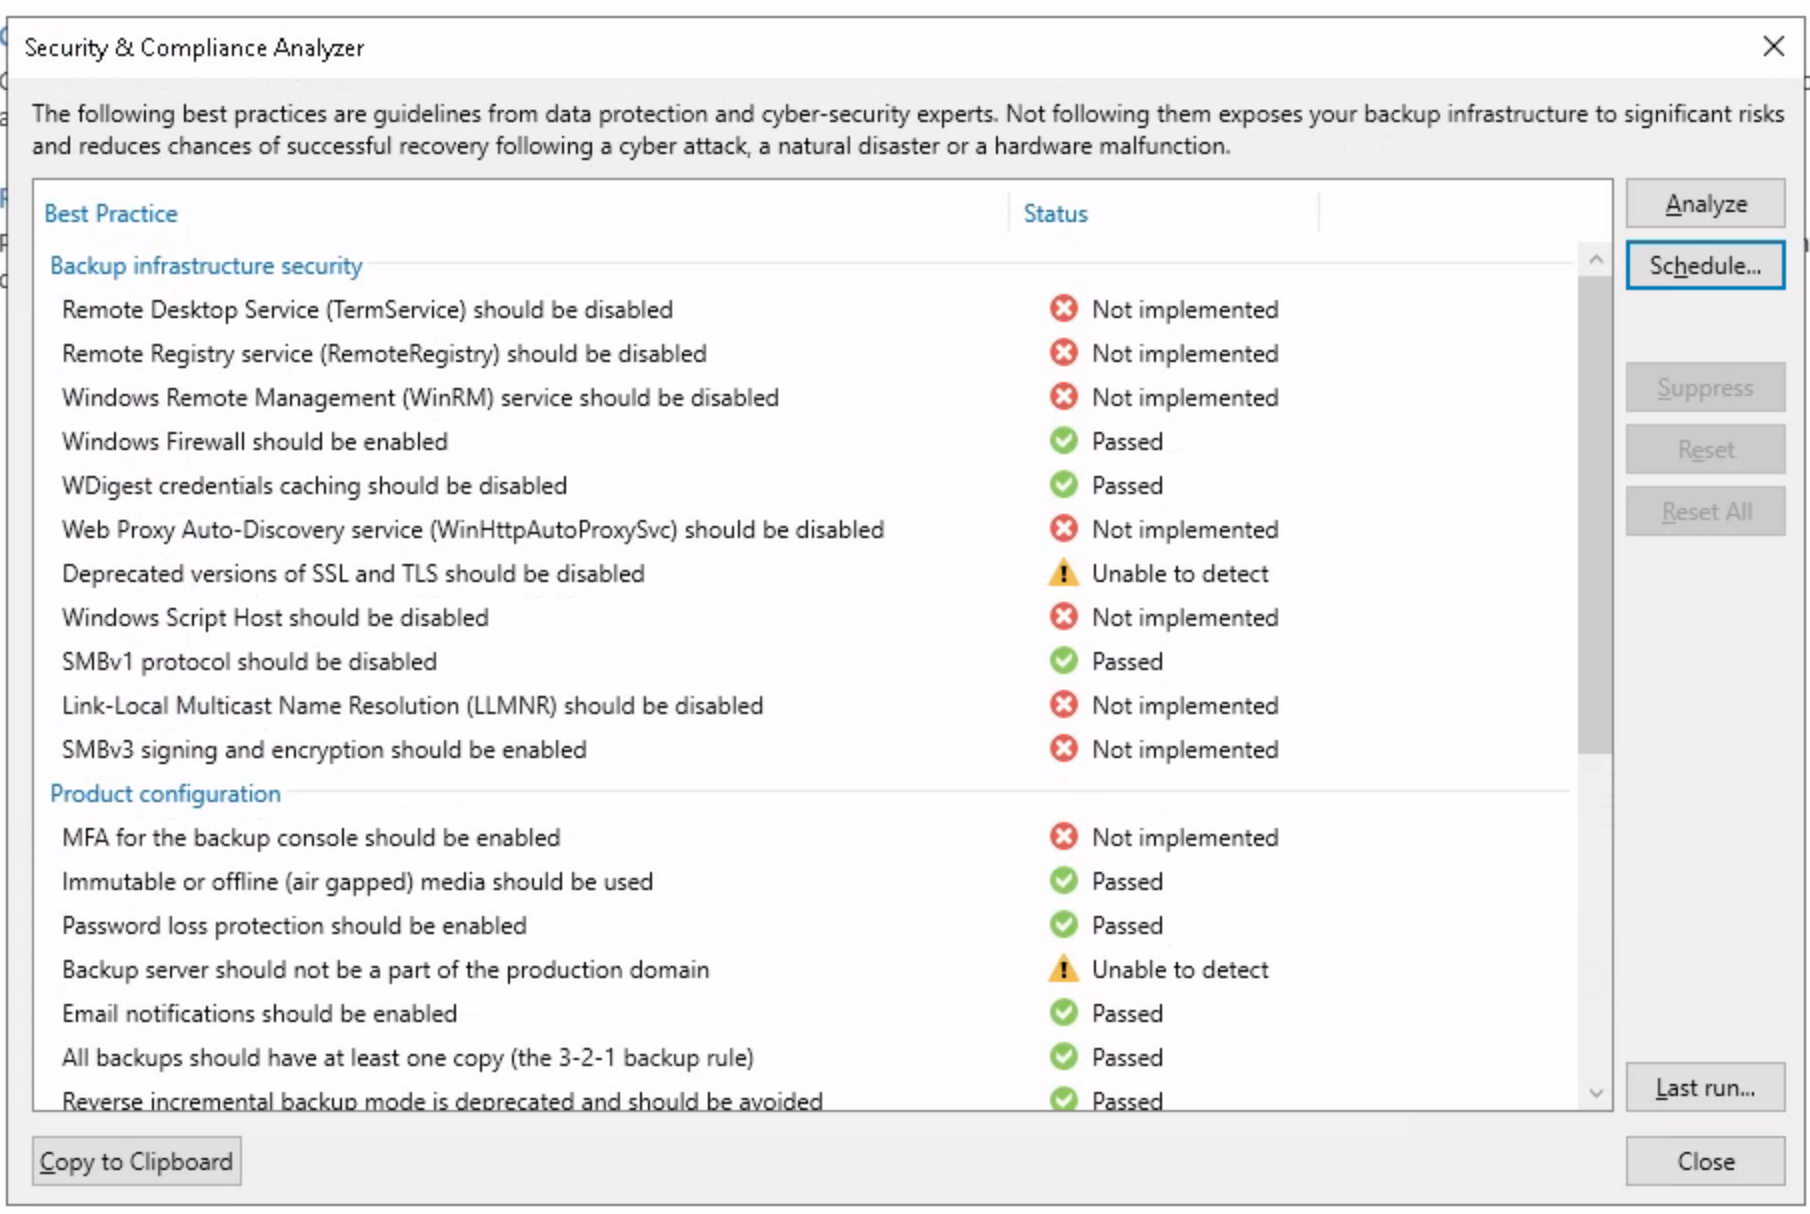 Security & Compliance Analyzer
The following best practices are guidelines from data protection and cyber-security experts. Not following them exposes your backup infrastructure to significant risks
and reduces chances of successful recovery following a cyber attack, a natural disaster or a hardware malfunction.
Best Practice Status
Analyze
Backup infrastructure security
Schedule...
Remote Desktop Service (TermService) should be disabled Not implemented
Remote Registry service (RemoteRegistry) should be disabled Not implemented
Windows Remote Management (WinRM) service should be disabled Not implemented
Suppress
Windows Firewall should be enabled Passed
Reset
WDigest credentials caching should be disabled Passed
Reset All
Web Proxy Auto-Discovery service (WinHttpAutoProxySvc) should be disabled Not implemented
Deprecated versions of SSL and TLS should be disabled Unable to detect
Windows Script Host should be disabled Not implemented
SMBv1 protocol should be disabled Passed
Link-Local Multicast Name Resolution (LLMNR) should be disabled Not implemented
SMBv3 signing and encryption should be enabled Not implemented
Product configuration
MFA for the backup console should be enabled Not implemented
Immutable or offline (air gapped) media should be used Passed
Password loss protection should be enabled Passed
Backup server should not be a part of the production domain Unable to detect
Email notifications should be enabled Passed
All backups should have at least one copy (the 3-2-1 backup rule) Passed
Reverse incremental backup mode is deprecated and should be avoided Passed
Last run...
Copy to Clipboard
Close